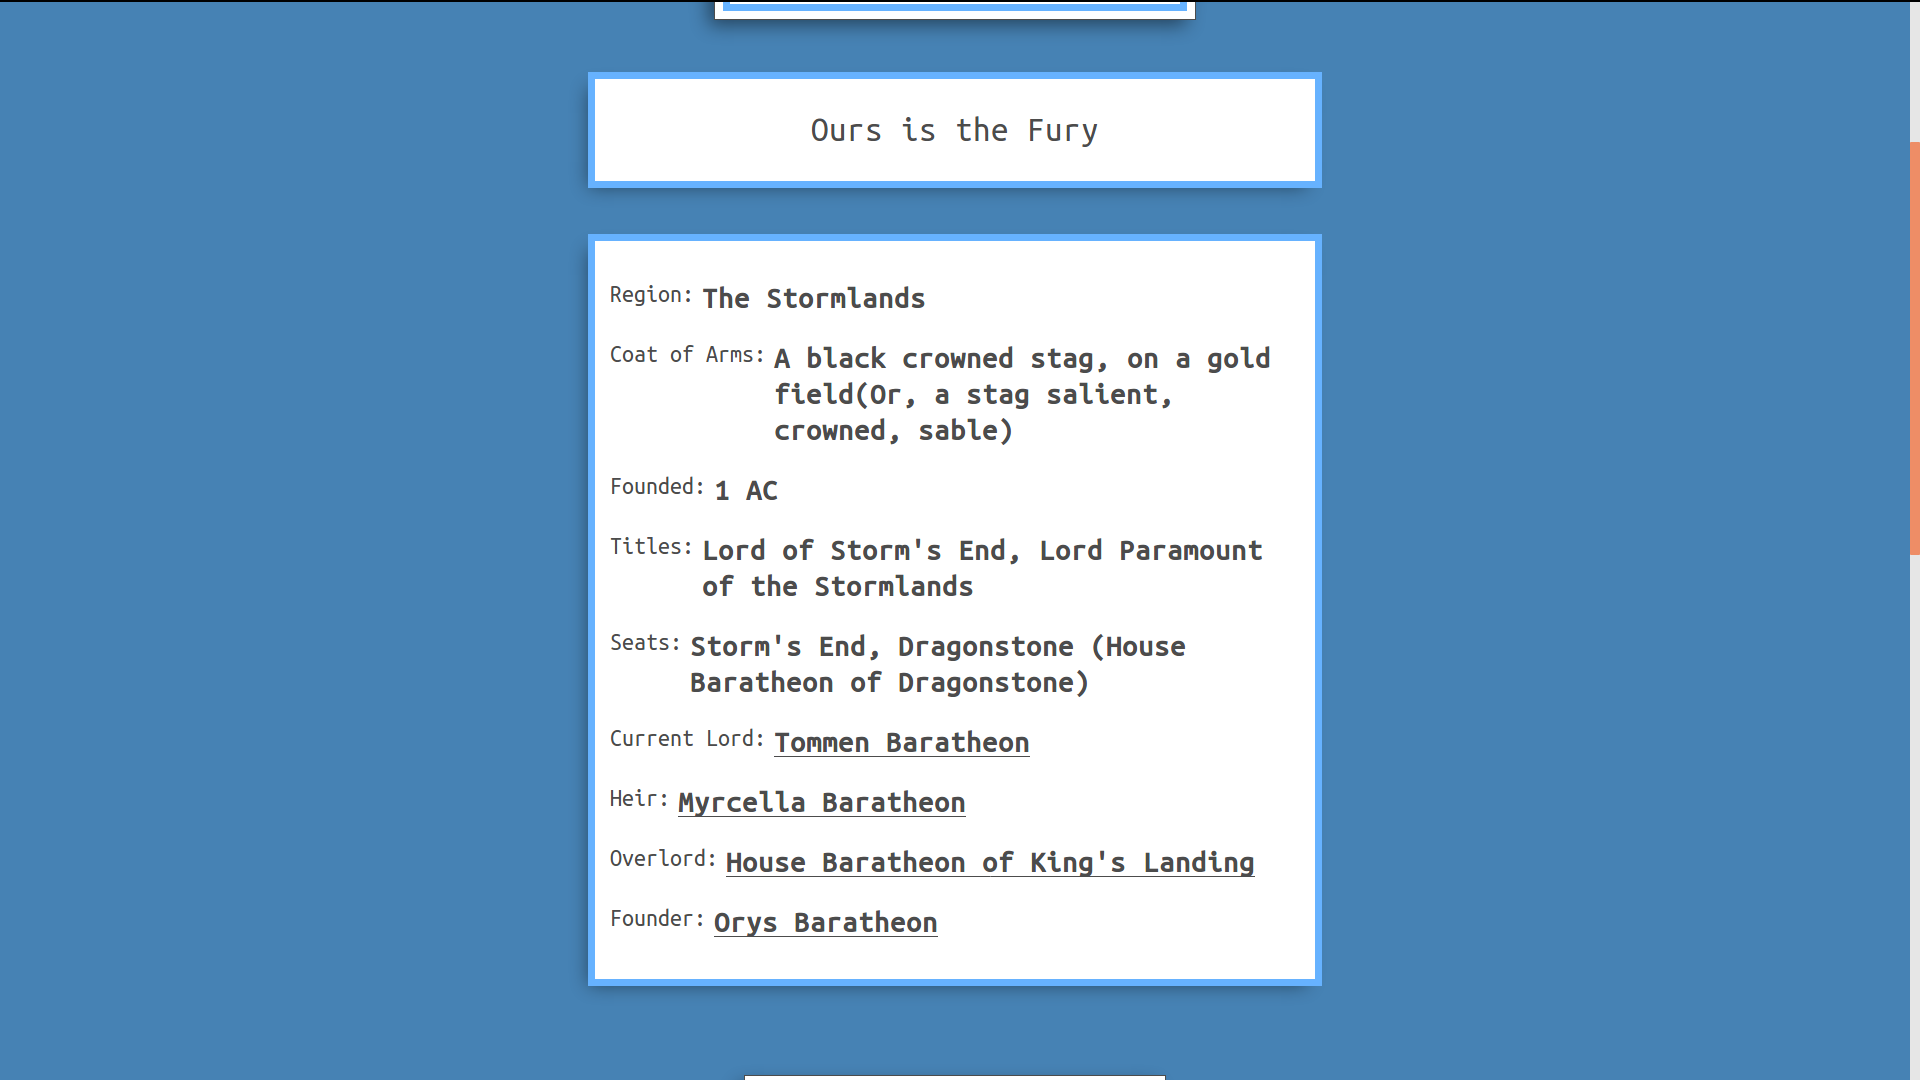 Ours is the Fury
Region: The Stormlands
Coat of Arms: A black crowned stag, on a gold
field(Or, a stag salient,
crowned, sable)
Founded: 1 AC
Titles: Lord of Storm's End, Lord Paramount
of the Stormlands
Seats: Storm's End, Dragonstone (House
Baratheon of Dragonstone)
Current Lord: Tommen Baratheon
Heir: Myrcella Baratheon
Overlord: House Baratheon of King's Landing
Founder: Orys Baratheon